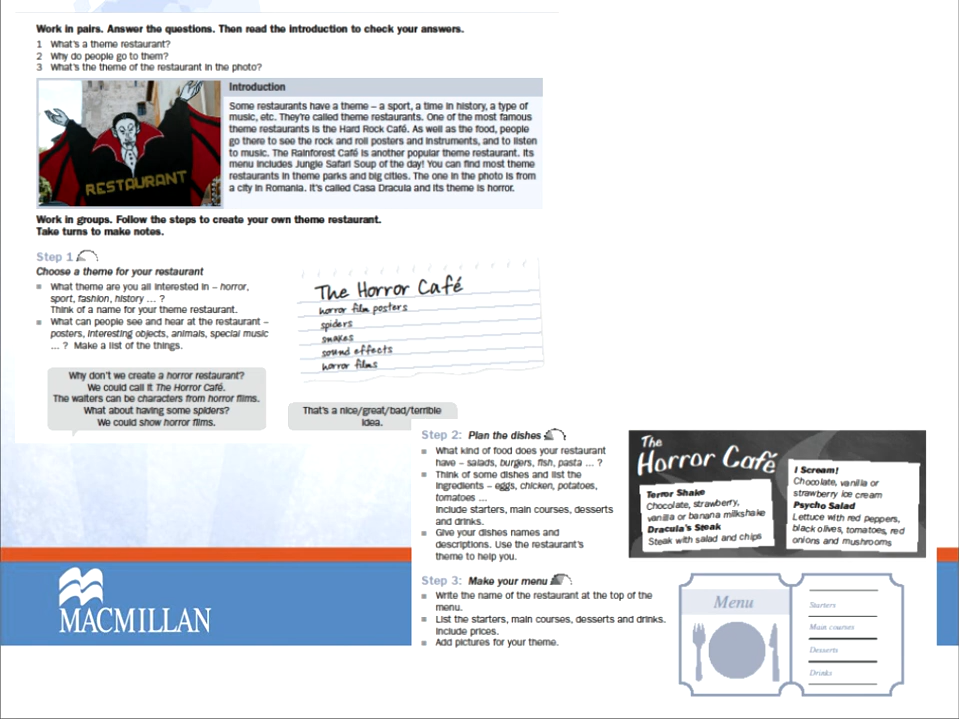 Work in pairs. Answer the questions. Then read the introduction to check your answers.
1 What's a theme restaurant?
2 Why do people go to them?
3 What's the theme of the restaurant in the photo?
RESTAURANT
Introduction
Some restaurants have a theme – a sport, a time in history, a type of
music, etc. They're called theme restaurants. One of the most famous
theme restaurants is the Hard Rock Café. As well as the food, people
go there to see the rock and roll posters and instruments, and to listen
to music. The Rainforest Café is another popular theme restaurant. Its
menu includes Jungle Safari Soup of the day! You can find most theme
restaurants in theme parks and big cities. The one in the photo is from
a city in Romania. It's called Casa Dracula and its theme is horror.
Work in groups. Follow the steps to create your own theme restaurant.
Take turns to make notes.
Step 1
Choose a theme for your restaurant
■ What theme are you all interested in – horror,
sport, fashion, history ... ?
Think of a name for your theme restaurant.
■ What can people see and hear at the restaurant –
posters, interesting objects, animals, special music
... ? Make a list of the things.
The Horror Café
horror film posters
spiders
snakes
sound effects
horror films
Why don't we create a horror restaurant?
We could call it The Horror Café.
The waiters can be characters from horror films.
What about having some spiders?
We could show horror films.
That's a nice/great/bad/terrible
idea.
Step 2: Plan the dishes
■ What kind of food does your restaurant
have – salads, burgers, fish, pasta ... ?
■ Think of some dishes and list the
ingredients – eggs, chicken, potatoes,
tomatoes ...
Include starters, main courses, desserts
and drinks.
■ Give your dishes names and
descriptions. Use the restaurant's
theme to help you.
The
Horror Café
Terror Shake
Chocolate, strawberry,
vanilla or banana milkshake
Dracula's Steak
Steak with salad and chips
I Scream!
Chocolate, vanilla or
strawberry ice cream
Psycho Salad
Lettuce with red peppers,
black olives, tomatoes, red
onions and mushrooms
Step 3: Make your menu
■ Write the name of the restaurant at the top of the
menu.
■ List the starters, main courses, desserts and drinks.
Include prices.
■ Add pictures for your theme.
Menu
Starters
Main courses
Desserts
Drinks
MACMILLAN